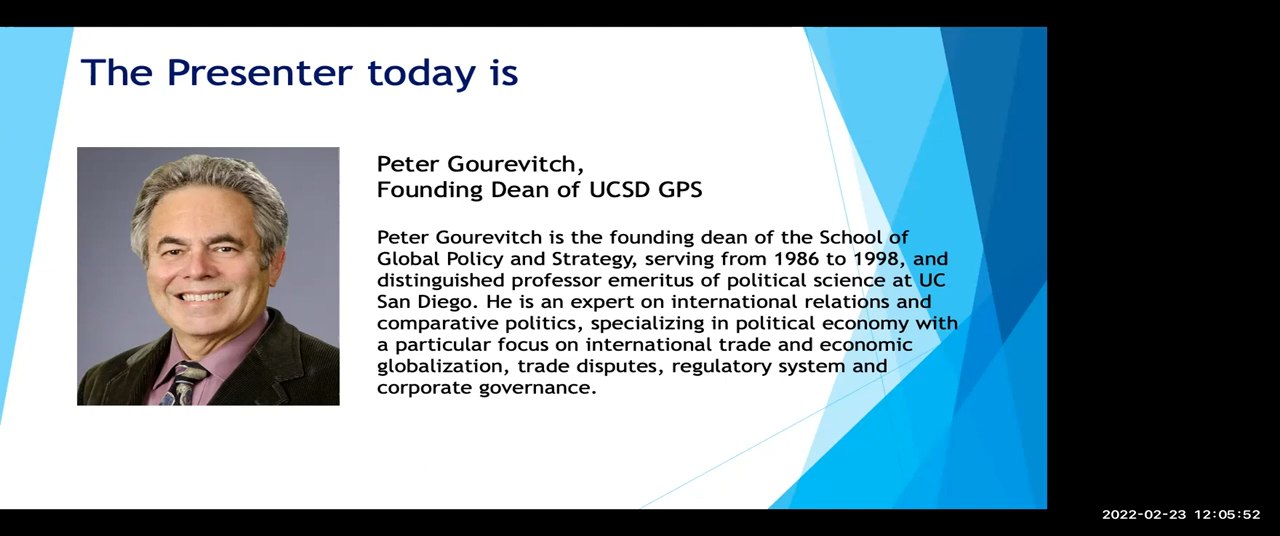 The Presenter today is
Peter Gourevitch,
Founding Dean of UCSD GPS
Peter Gourevitch is the founding dean of the School of
Global Policy and Strategy, serving from 1986 to 1998, and
distinguished professor emeritus of political science at UC
San Diego. He is an expert on international relations and
comparative politics, specializing in political economy with
a particular focus on international trade and economic
globalization, trade disputes, regulatory system and
corporate governance.
2022-02-23 12:05:52